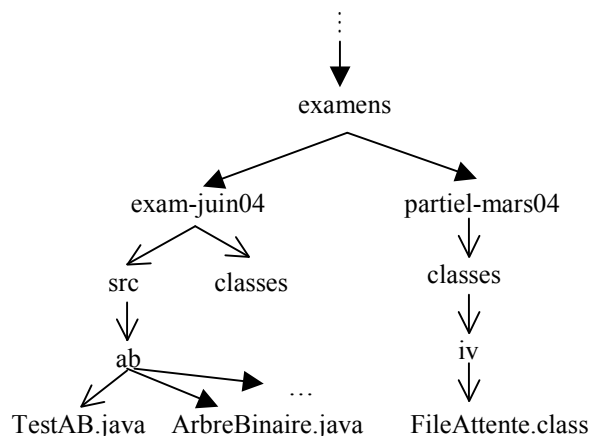 ⋮
examens
exam-juin04 partiel-mars04
src classes classes
ab iv
...
TestAB.java ArbreBinaire.java FileAttente.class